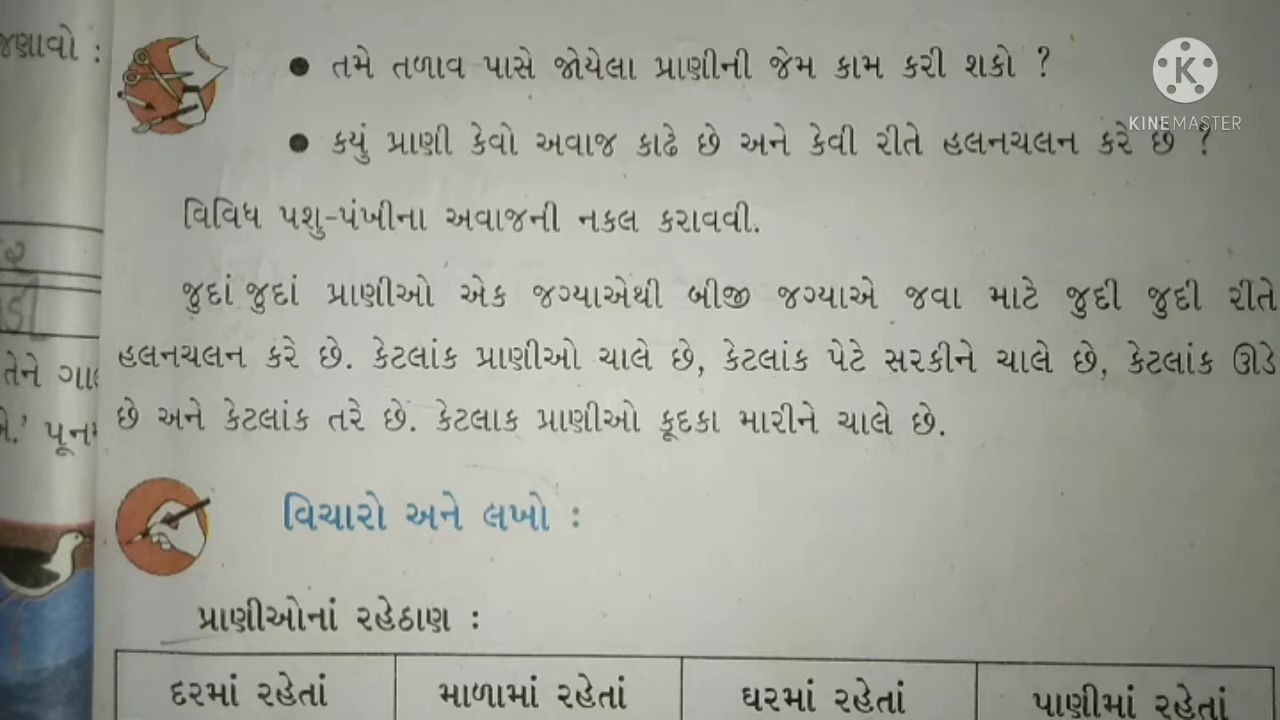 જણાવો :
• તમે તળાવ પાસે જોયેલા પ્રાણીની જેમ કામ કરી શકો ?
KINEMASTER
• કયું પ્રાણી કેવો અવાજ કાઢે છે અને કેવી રીતે હલનચલન કરે છે ?
વિવિધ પશુ-પંખીના અવાજની નકલ કરાવવી.
જુદાં જુદાં પ્રાણીઓ એક જગ્યાએથી બીજી જગ્યાએ જવા માટે જુદી જુદી રીતે
હલનચલન કરે છે. કેટલાંક પ્રાણીઓ ચાલે છે, કેટલાંક પેટે સરકીને ચાલે છે, કેટલાંક ઊડે
તેને
છે અને કેટલાંક તરે છે. કેટલાક પ્રાણીઓ કૂદકા મારીને ચાલે છે.
વિચારો અને લખો :
પ્રાણીઓનાં રહેઠાણ :
દરમાં રહેતાં માળામાં રહેતાં ઘરમાં રહેતાં પાણીમાં રહેતાં